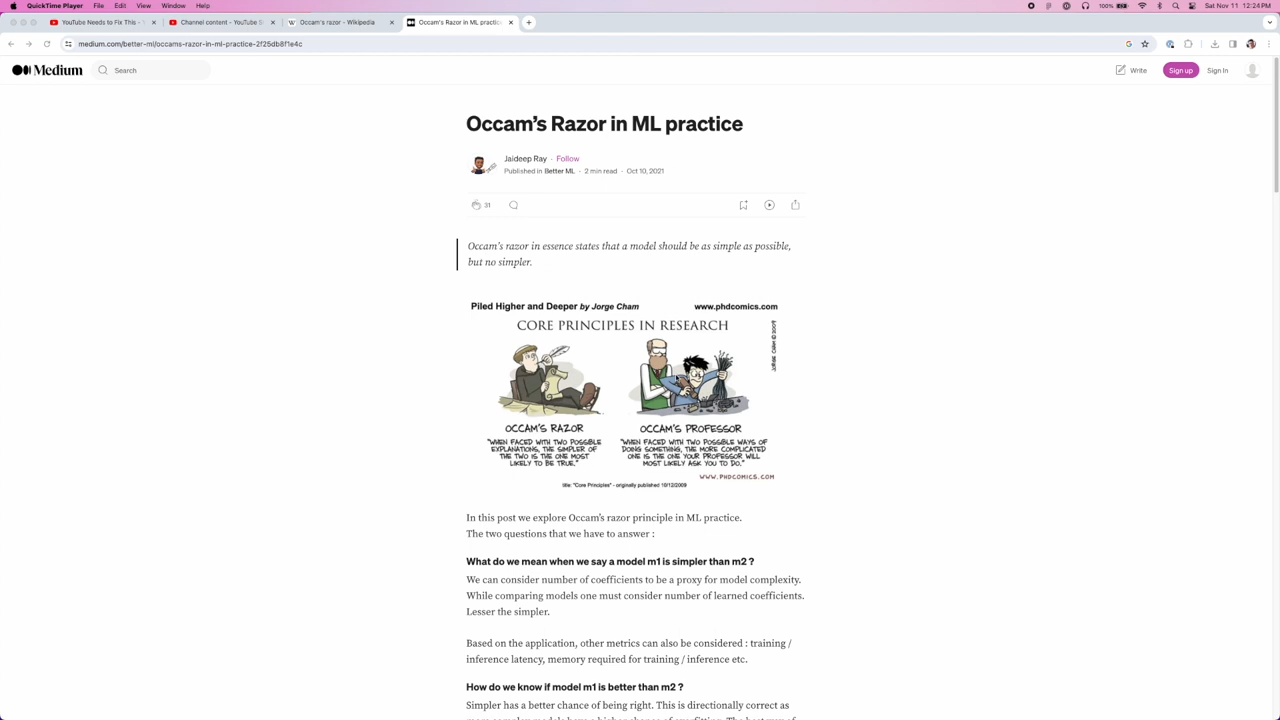 QuickTime Player File Edit View Window Help 100% Sat Nov 11 12:24 PM
YouTube Needs to Fix This - Channel content - YouTube Occam's razor - Wikipedia Occam's Razor in ML practice
medium.com/better-ml/occams-razor-in-ml-practice-2f25db8f1e4c
Medium Search Write Sign up Sign In
Occam's Razor in ML practice
Jaideep Ray · Follow
Published in Better ML · 2 min read · Oct 10, 2021
31
Occam's razor in essence states that a model should be as simple as possible,
but no simpler.
Piled Higher and Deeper by Jorge Cham www.phdcomics.com
CORE PRINCIPLES IN RESEARCH
OCCAM'S RAZOR
"WHEN FACED WITH TWO POSSIBLE
EXPLANATIONS, THE SIMPLER OF
THE TWO IS THE ONE MOST
LIKELY TO BE TRUE."
OCCAM'S PROFESSOR
"WHEN FACED WITH TWO POSSIBLE WAYS OF
DOING SOMETHING, THE MORE COMPLICATED
ONE IS THE ONE YOUR PROFESSOR WILL
MOST LIKELY ASK YOU TO DO."
WWW.PHDCOMICS.COM
title: "Core Principles" - originally published 10/12/2009
In this post we explore Occam's razor principle in ML practice.
The two questions that we have to answer :
What do we mean when we say a model m1 is simpler than m2 ?
We can consider number of coefficients to be a proxy for model complexity.
While comparing models one must consider number of learned coefficients.
Lesser the simpler.
Based on the application, other metrics can also be considered : training /
inference latency, memory required for training / inference etc.
How do we know if model m1 is better than m2 ?
Simpler has a better chance of being right. This is directionally correct as